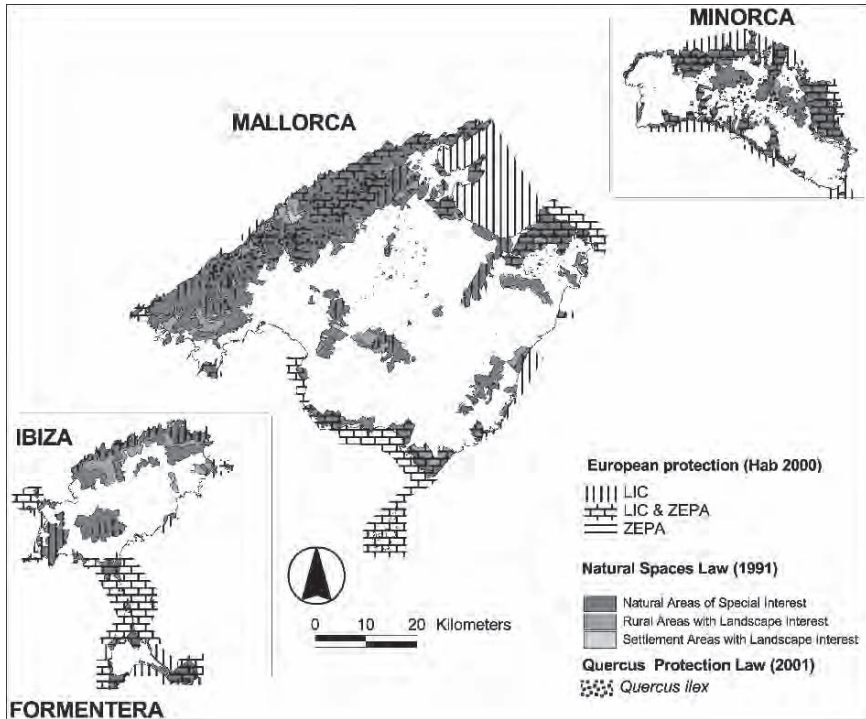 MINORCA
MALLORCA
IBIZA
FORMENTERA
0 10 20 Kilometers
European protection (Hab 2000)
LIC
LIC & ZEPA
ZEPA
Natural Spaces Law (1991)
Natural Areas of Special Interest
Rural Areas with Landscape Interest
Settlement Areas with Landscape Interest
Quercus Protection Law (2001)
Quercus ilex